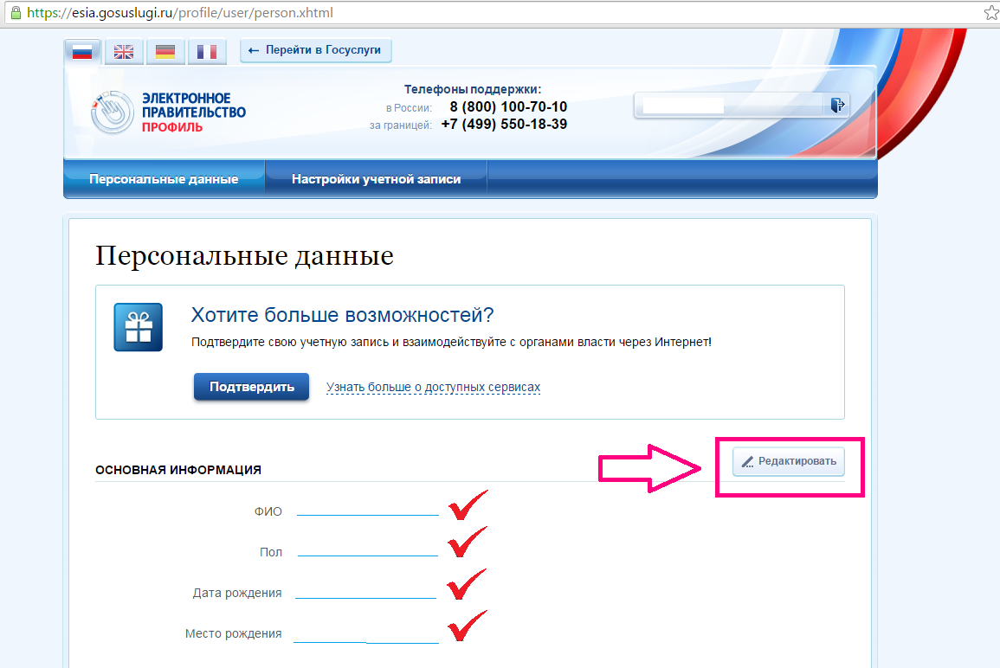 https://esia.gosuslugi.ru/profile/user/person.xhtml
← Перейти в Госуслуги
ЭЛЕКТРОННОЕ
ПРАВИТЕЛЬСТВО
ПРОФИЛЬ
Телефоны поддержки:
в России: 8 (800) 100-70-10
за границей: +7 (499) 550-18-39
Персональные данные
Настройки учетной записи
Персональные данные
Хотите больше возможностей?
Подтвердите свою учетную запись и взаимодействуйте с органами власти через Интернет!
Подтвердить
Узнать больше о доступных сервисах
ОСНОВНАЯ ИНФОРМАЦИЯ
Редактировать
ФИО
Пол
Дата рождения
Место рождения